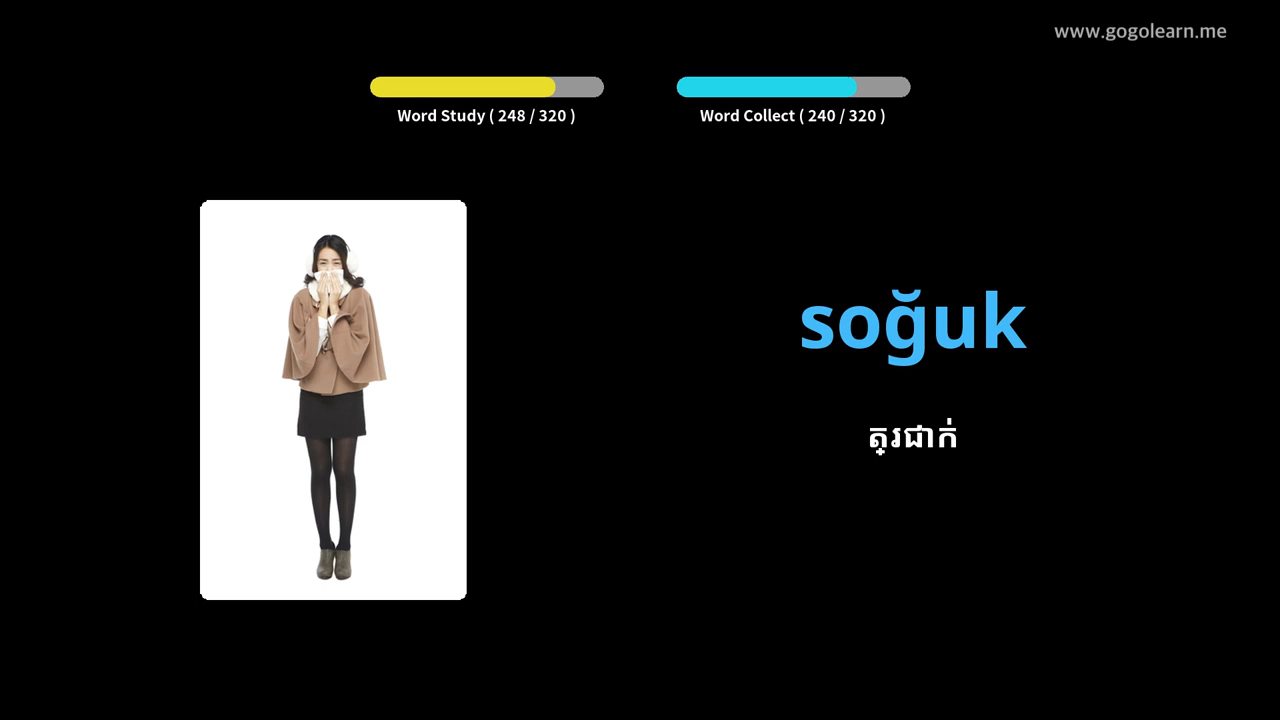 www.gogolearn.me
Word Study ( 248 / 320 )
Word Collect ( 240 / 320 )
soğuk
ត្រជាក់